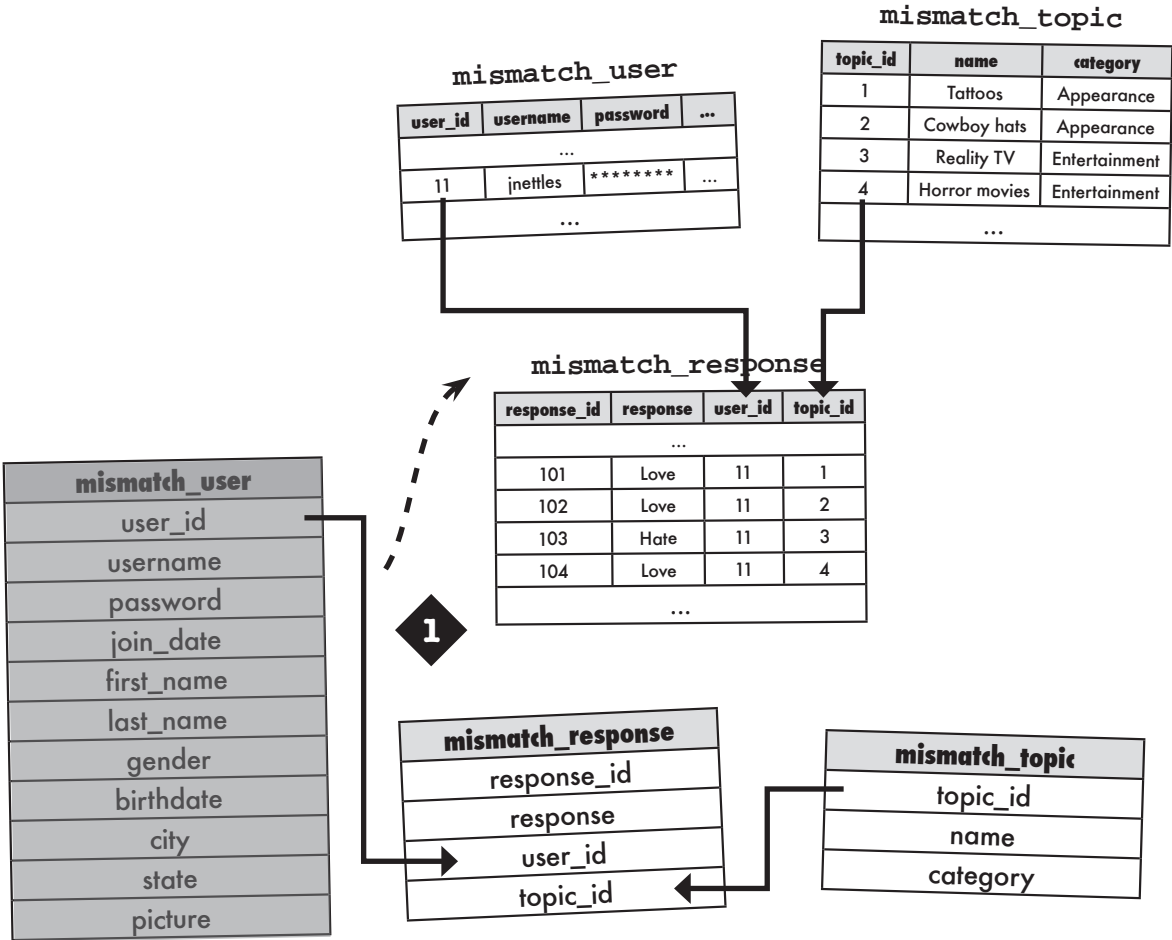 mismatch_topic
topic_id name category
1 Tattoos Appearance
2 Cowboy hats Appearance
3 Reality TV Entertainment
4 Horror movies Entertainment
...
mismatch_user
user_id username password ...
...
11 jnettles ******** ...
...
mismatch_response
response_id response user_id topic_id
...
101 Love 11 1
102 Love 11 2
103 Hate 11 3
104 Love 11 4
...
mismatch_user
user_id
username
password
join_date
first_name
last_name
gender
birthdate
city
state
picture
1
mismatch_response
response_id
response
user_id
topic_id
mismatch_topic
topic_id
name
category